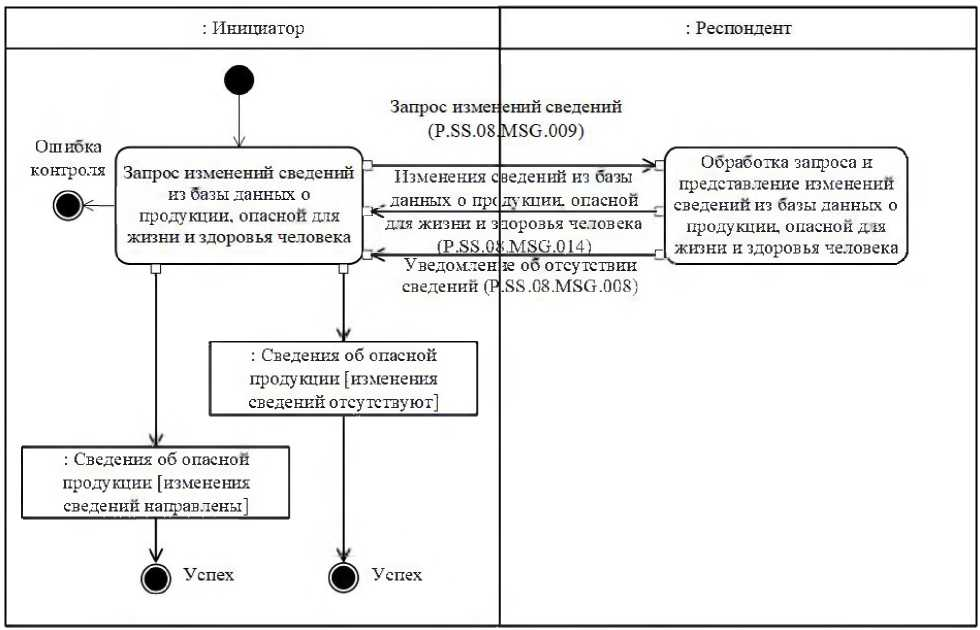 : Инициатор
: Респондент
Запрос изменений сведений
(P.SS.08.MSG.009)
Ошибка
контроля
Запрос изменений сведений
из базы данных о
продукции, опасной для
жизни и здоровья человека
Изменения сведений из базы
данных о продукции, опасной
для жизни и здоровья человека
(P.SS.08.MSG.014)
Уведомление об отсутствии
сведений (P.SS.08.MSG.008)
Обработка запроса и
представление изменений
сведений из базы данных о
продукции, опасной для
жизни и здоровья человека
: Сведения об опасной
продукции [изменения
сведений отсутствуют]
: Сведения об опасной
продукции [изменения
сведений направлены]
Успех
Успех